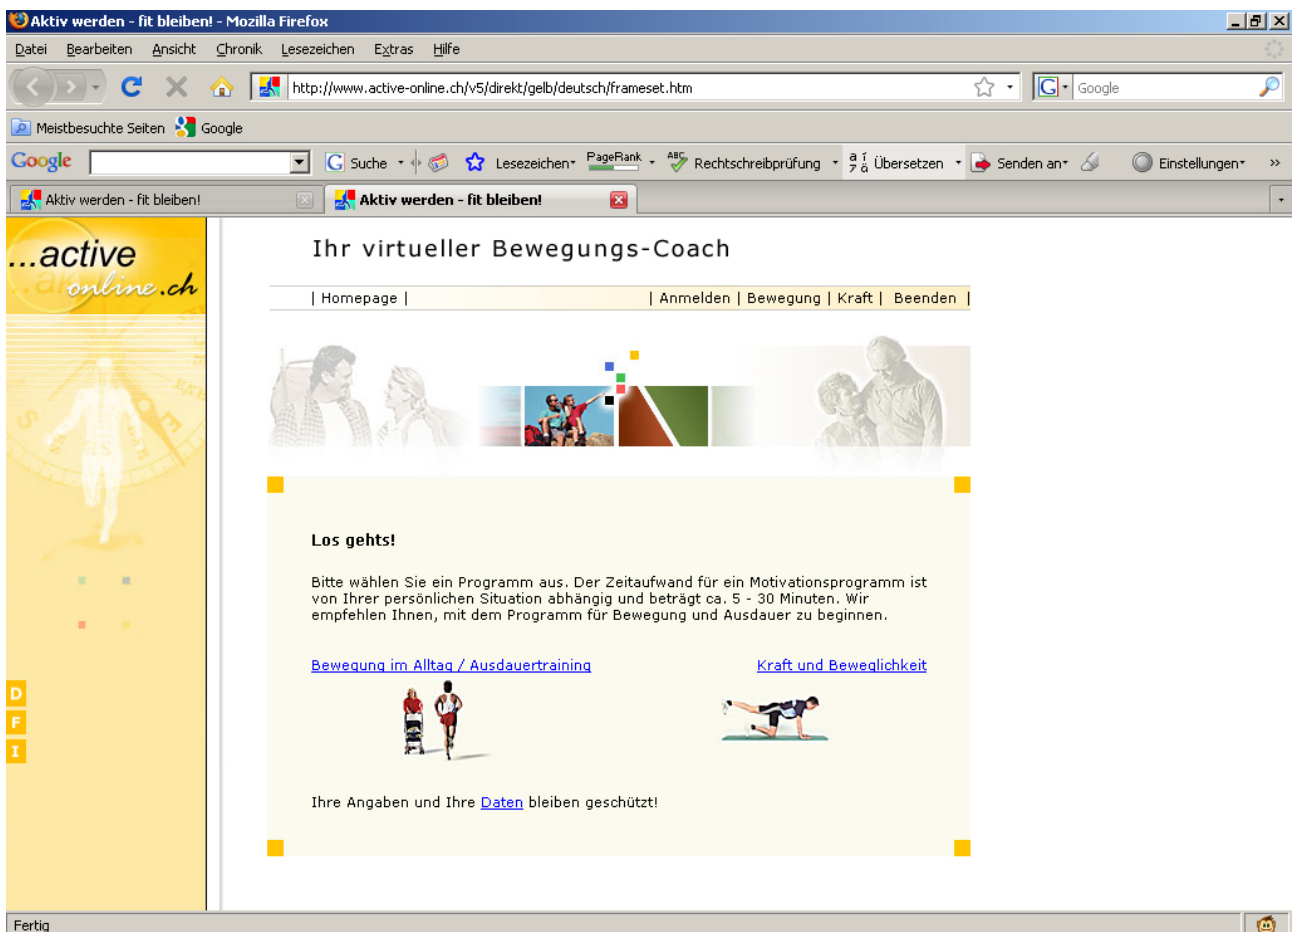 Aktiv werden - fit bleiben! - Mozilla Firefox
Datei Bearbeiten Ansicht Chronik Lesezeichen Extras Hilfe
http://www.active-online.ch/v5/direkt/gelb/deutsch/frameset.htm G Google
Meistbesuchte Seiten Google
Google G Suche Lesezeichen PageRank ABC Rechtschreibprüfung Übersetzen Senden an Einstellungen »
Aktiv werden - fit bleiben! Aktiv werden - fit bleiben!
...active
online.ch
Ihr virtueller Bewegungs-Coach
| Homepage | | Anmelden | Bewegung | Kraft | Beenden |
Los gehts!
Bitte wählen Sie ein Programm aus. Der Zeitaufwand für ein Motivationsprogramm ist
von Ihrer persönlichen Situation abhängig und beträgt ca. 5 - 30 Minuten. Wir
empfehlen Ihnen, mit dem Programm für Bewegung und Ausdauer zu beginnen.
Bewegung im Alltag / Ausdauertraining Kraft und Beweglichkeit
D
F
I
Ihre Angaben und Ihre Daten bleiben geschützt!
Fertig